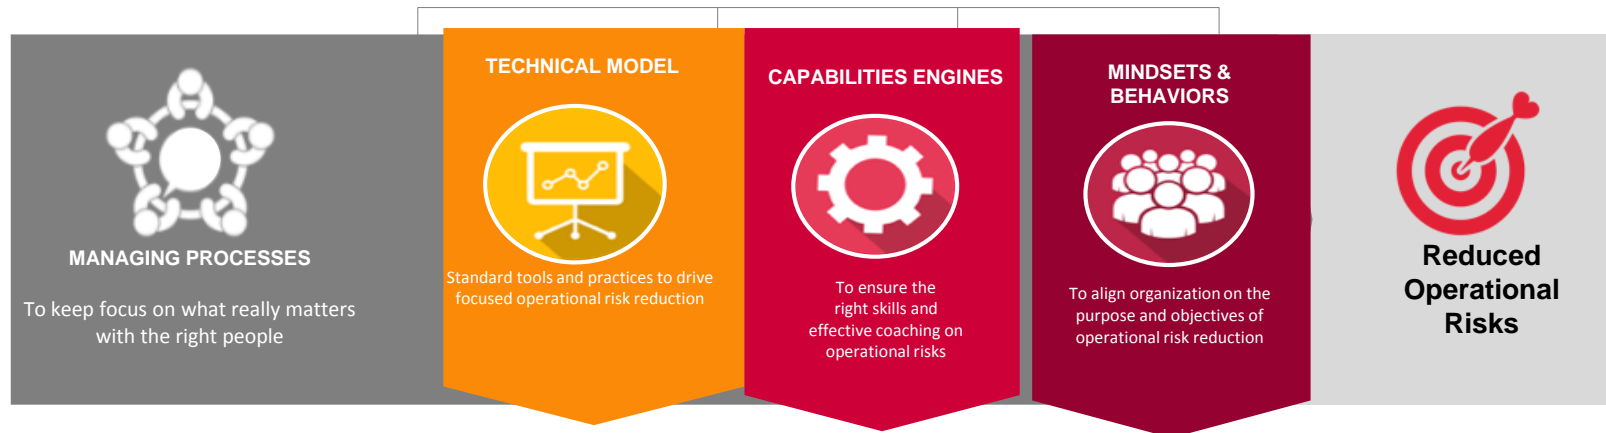 MANAGING PROCESSES
To keep focus on what really matters
with the right people
TECHNICAL MODEL
Standard tools and practices to drive
focused operational risk reduction
CAPABILITIES ENGINES
To ensure the
right skills and
effective coaching on
operational risks
MINDSETS &
BEHAVIORS
To align organization on the
purpose and objectives of
operational risk reduction
Reduced
Operational
Risks